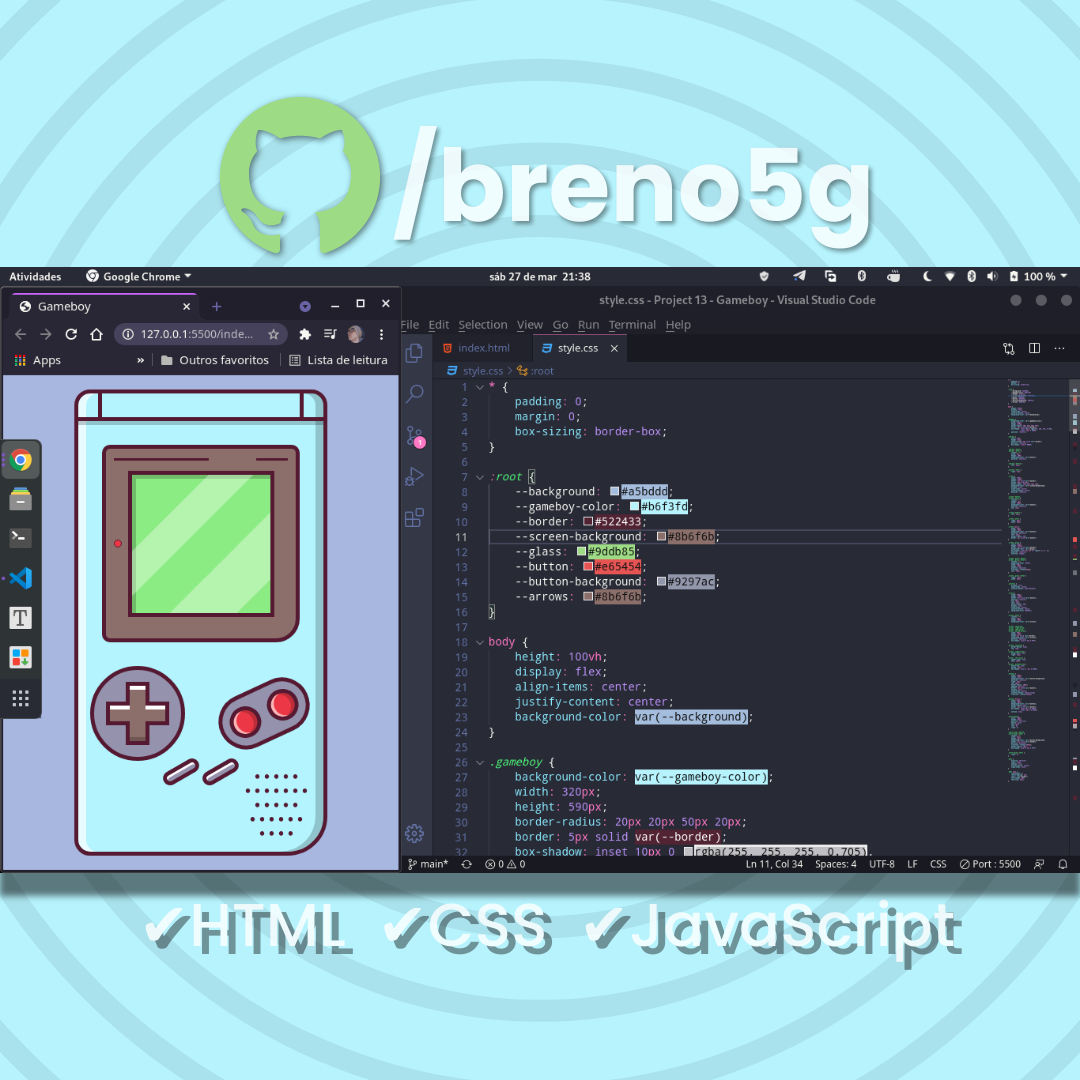 /breno5g
Atividades Google Chrome sáb 27 de mar 21:38 100 %
Gameboy
127.0.0.1:5500/inde...
Apps » Outros favoritos Lista de leitura
style.css - Project 13 - Gameboy - Visual Studio Code
File Edit Selection View Go Run Terminal Help
index.html style.css
style.css > :root
1
1 * {
2 padding: 0;
3 margin: 0;
4 box-sizing: border-box;
5 }
6
7 :root {
8 --background: #a5bddd;
9 --gameboy-color: #b6f3fd;
10 --border: #522433;
11 --screen-background: #8b6f6b;
12 --glass: #9ddb85;
13 --button: #e65454;
14 --button-background: #9297ac;
15 --arrows: #8b6f6b;
16 }
17
18 body {
19 height: 100vh;
20 display: flex;
21 align-items: center;
22 justify-content: center;
23 background-color: var(--background);
24 }
25
26 .gameboy {
27 background-color: var(--gameboy-color);
28 width: 320px;
29 height: 590px;
30 border-radius: 20px 20px 50px 20px;
31 border: 5px solid var(--border);
32 box-shadow: inset 10px 0 rgba(255, 255, 255, 0.705),
main* 0 0 Ln 11, Col 34 Spaces: 4 UTF-8 LF CSS Port : 5500
✔HTML ✔CSS ✔JavaScript